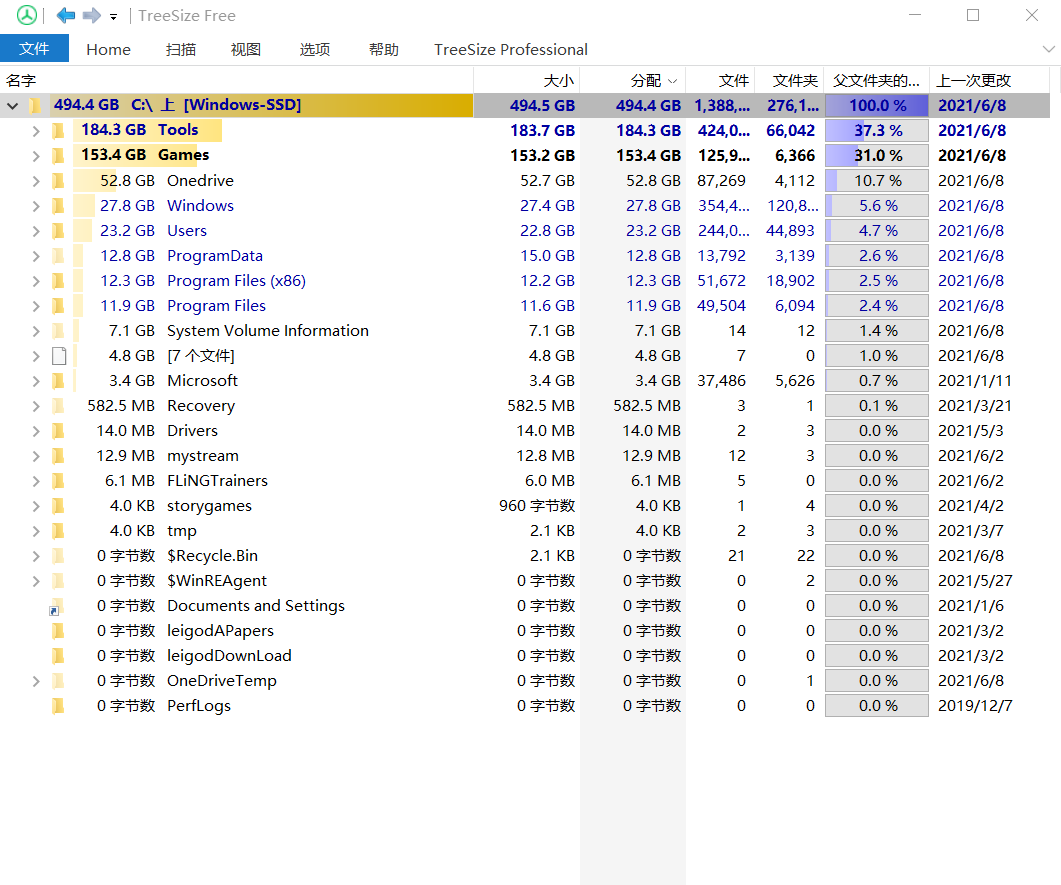 TreeSize Free
文件 Home 扫描 视图 选项 帮助 TreeSize Professional
名字 大小 分配 文件 文件夹 父文件夹的... 上一次更改
494.4 GB C:\ 上 [Windows-SSD] 494.5 GB 494.4 GB 1,388,... 276,1... 100.0 % 2021/6/8
184.3 GB Tools 183.7 GB 184.3 GB 424,0... 66,042 37.3 % 2021/6/8
153.4 GB Games 153.2 GB 153.4 GB 125,9... 6,366 31.0 % 2021/6/8
52.8 GB Onedrive 52.7 GB 52.8 GB 87,269 4,112 10.7 % 2021/6/8
27.8 GB Windows 27.4 GB 27.8 GB 354,4... 120,8... 5.6 % 2021/6/8
23.2 GB Users 22.8 GB 23.2 GB 244,0... 44,893 4.7 % 2021/6/8
12.8 GB ProgramData 15.0 GB 12.8 GB 13,792 3,139 2.6 % 2021/6/8
12.3 GB Program Files (x86) 12.2 GB 12.3 GB 51,672 18,902 2.5 % 2021/6/8
11.9 GB Program Files 11.6 GB 11.9 GB 49,504 6,094 2.4 % 2021/6/8
7.1 GB System Volume Information 7.1 GB 7.1 GB 14 12 1.4 % 2021/6/8
4.8 GB [7 个文件] 4.8 GB 4.8 GB 7 0 1.0 % 2021/6/8
3.4 GB Microsoft 3.4 GB 3.4 GB 37,486 5,626 0.7 % 2021/1/11
582.5 MB Recovery 582.5 MB 582.5 MB 3 1 0.1 % 2021/3/21
14.0 MB Drivers 14.0 MB 14.0 MB 2 3 0.0 % 2021/5/3
12.9 MB mystream 12.8 MB 12.9 MB 12 3 0.0 % 2021/6/2
6.1 MB FLiNGTrainers 6.0 MB 6.1 MB 5 0 0.0 % 2021/6/2
4.0 KB storygames 960 字节数 4.0 KB 1 4 0.0 % 2021/4/2
4.0 KB tmp 2.1 KB 4.0 KB 2 3 0.0 % 2021/3/7
0 字节数 $Recycle.Bin 2.1 KB 0 字节数 21 22 0.0 % 2021/6/8
0 字节数 $WinREAgent 0 字节数 0 字节数 0 2 0.0 % 2021/5/27
0 字节数 Documents and Settings 0 字节数 0 字节数 0 0 0.0 % 2021/1/6
0 字节数 leigodAPapers 0 字节数 0 字节数 0 0 0.0 % 2021/3/2
0 字节数 leigodDownLoad 0 字节数 0 字节数 0 0 0.0 % 2021/3/2
0 字节数 OneDriveTemp 0 字节数 0 字节数 0 1 0.0 % 2021/6/8
0 字节数 PerfLogs 0 字节数 0 字节数 0 0 0.0 % 2019/12/7